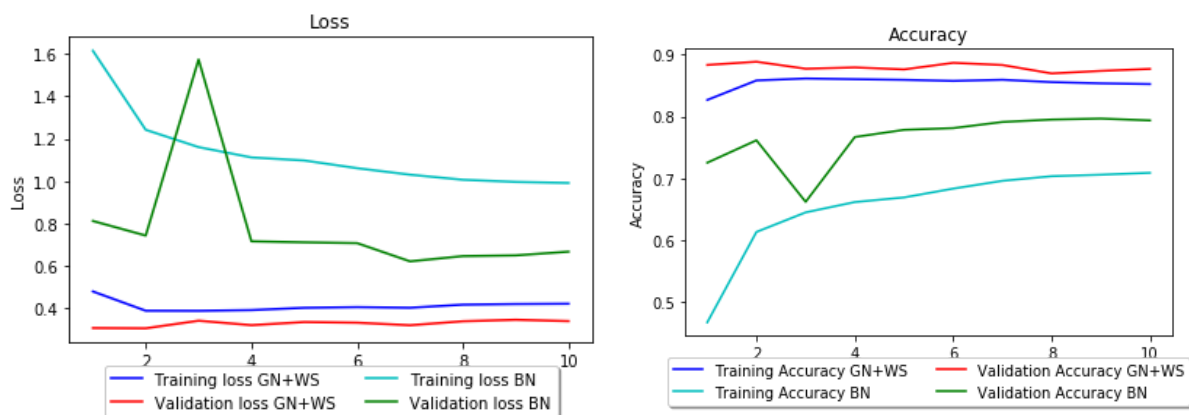 Loss
1.6
1.4
1.2
1.0
0.8
0.6
0.4
Loss
2 4 6 8 10
Training loss GN+WS Training loss BN
Validation loss GN+WS Validation loss BN
Accuracy
0.9
0.8
0.7
0.6
0.5
Accuracy
2 4 6 8 10
Training Accuracy GN+WS Validation Accuracy GN+WS
Training Accuracy BN Validation Accuracy BN